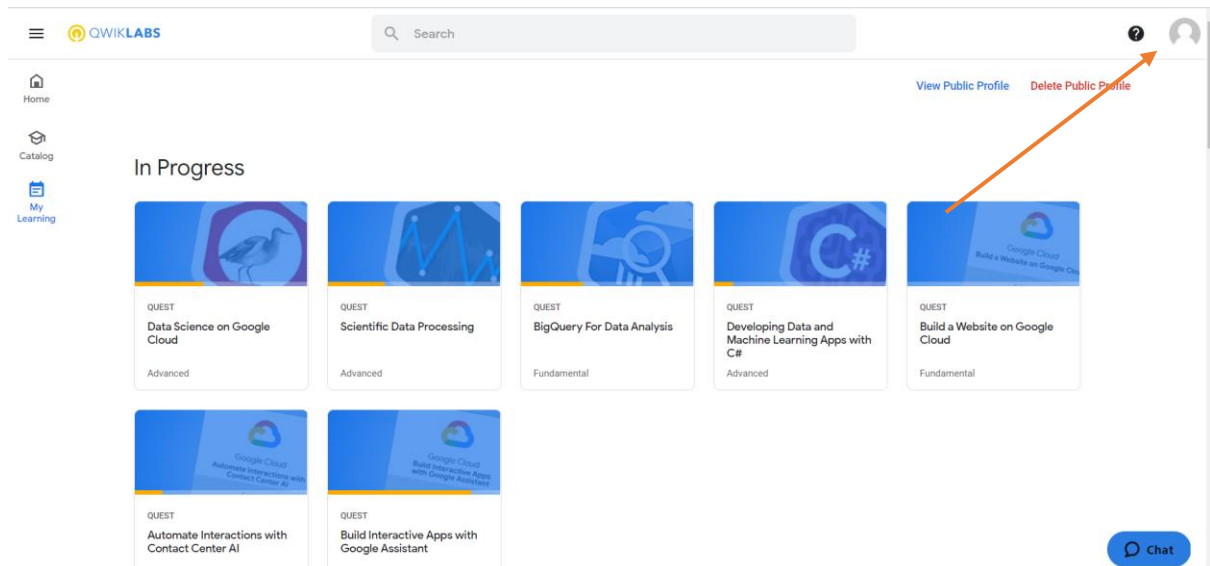 QWIKLABS
Search
Home
View Public Profile
Delete Public Profile
Catalog
My
Learning
In Progress
C#
Google Cloud
Build a Website on Google Clou
QUEST
Data Science on Google
Cloud
Advanced
QUEST
Scientific Data Processing
Advanced
QUEST
BigQuery For Data Analysis
Fundamental
QUEST
Developing Data and
Machine Learning Apps with
C#
Advanced
QUEST
Build a Website on Google
Cloud
Fundamental
Google Cloud
Automate Interactions with
Contact Center AI
Google Cloud
Build Interactive Apps
with Google Assistant
QUEST
Automate Interactions with
Contact Center AI
QUEST
Build Interactive Apps with
Google Assistant
Chat